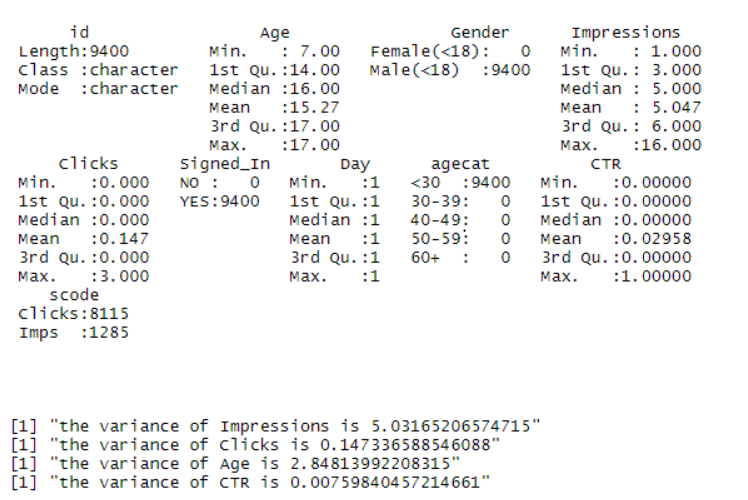 id Age Gender Impressions
Length:9400 Min. : 7.00 Female(<18): 0 Min. : 1.000
Class :character 1st Qu.:14.00 Male(<18) :9400 1st Qu.: 3.000
Mode :character Median :16.00 Median : 5.000
Mean :15.27 Mean : 5.047
3rd Qu.:17.00 3rd Qu.: 6.000
Max. :17.00 Max. :16.000
Clicks Signed_In Day agecat CTR
Min. :0.000 NO : 0 Min. :1 <30 :9400 Min. :0.00000
1st Qu.:0.000 YES:9400 1st Qu.:1 30-39: 0 1st Qu.:0.00000
Median :0.000 Median :1 40-49: 0 Median :0.00000
Mean :0.147 Mean :1 50-59: 0 Mean :0.02958
3rd Qu.:0.000 3rd Qu.:1 60+ : 0 3rd Qu.:0.00000
Max. :3.000 Max. :1 Max. :1.00000
scode
Clicks:8115
Imps :1285
[1] "the variance of Impressions is 5.03165206574715"
[1] "the variance of Clicks is 0.147336588546088"
[1] "the variance of Age is 2.84813992208315"
[1] "the variance of CTR is 0.00759840457214661"